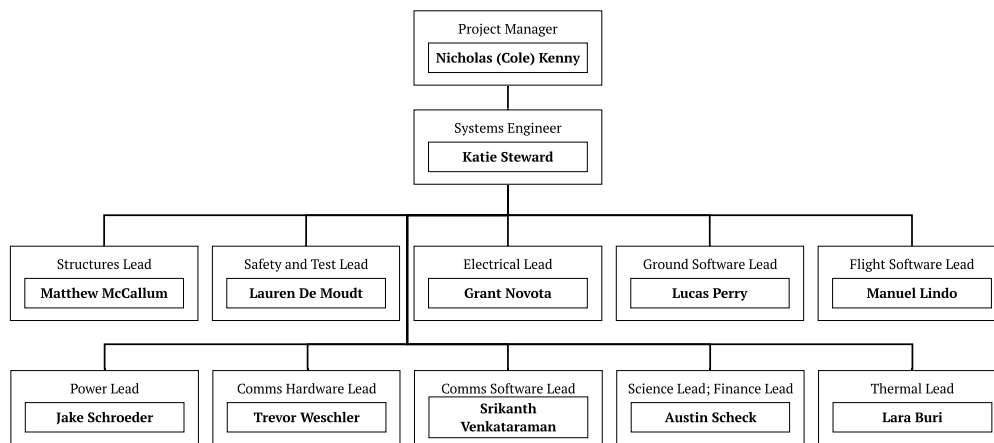 Project Manager
Nicholas (Cole) Kenny
Systems Engineer
Katie Steward
Structures Lead
Matthew McCallum
Safety and Test Lead
Lauren De Moudt
Electrical Lead
Grant Novota
Ground Software Lead
Lucas Perry
Flight Software Lead
Manuel Lindo
Power Lead
Jake Schroeder
Comms Hardware Lead
Trevor Weschler
Comms Software Lead
Srikanth
Venkataraman
Science Lead; Finance Lead
Austin Scheck
Thermal Lead
Lara Buri